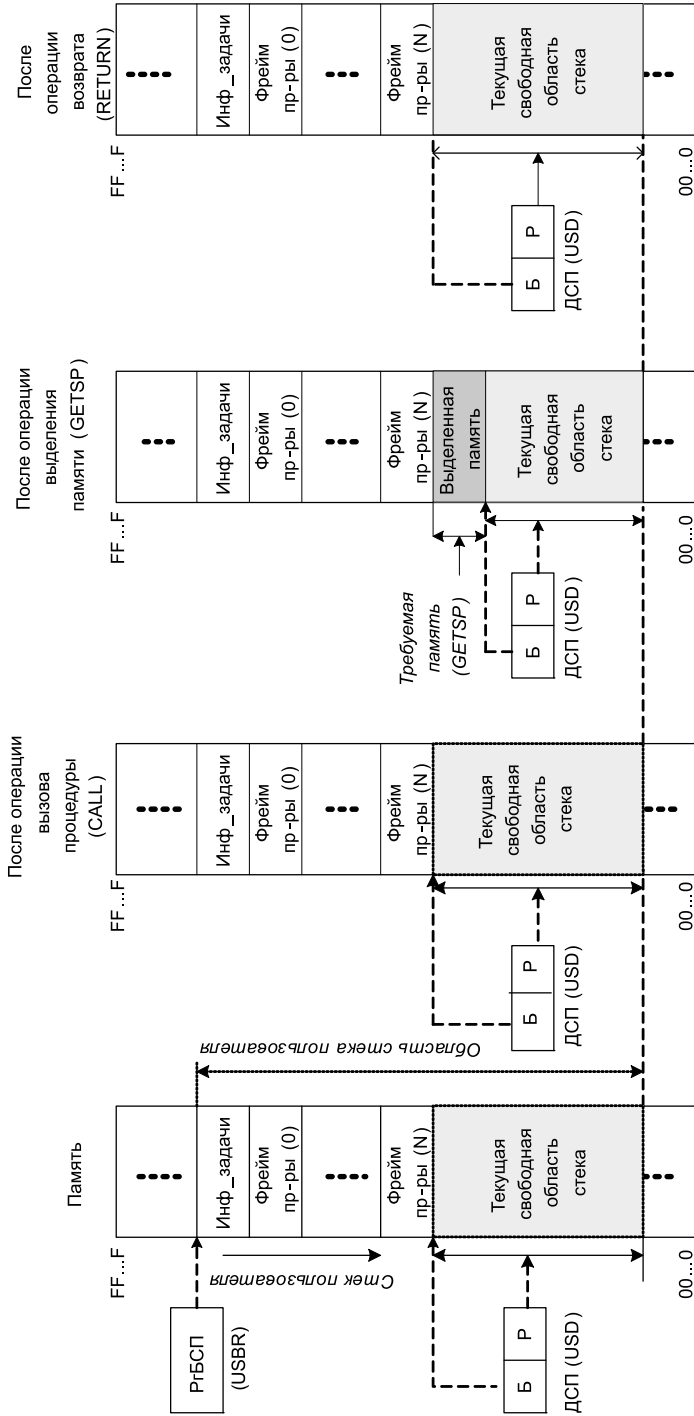 Память
FF...F
РгБСП
(USBR)
Инф_задачи
Фрейм
пр-ры (0)
Стек пользователя
Фрейм
пр-ры (N)
Текущая
свободная
область
стека
Б
Р
ДСП (USD)
00...0
Область стека пользователя
После операции
вызова
процедуры
(CALL)
FF...F
Инф_задачи
Фрейм
пр-ры (0)
Фрейм
пр-ры (N)
Текущая
свободная
область
стека
Б
Р
ДСП (USD)
00...0
После операции
выделения
памяти (GETSP)
FF...F
Инф_задачи
Фрейм
пр-ры (0)
Фрейм
пр-ры (N)
Требуемая
память
(GETSP)
Выделенная
память
Текущая
свободная
область
стека
Б
Р
ДСП (USD)
00...0
После
операции
возврата
(RETURN)
FF...F
Инф_задачи
Фрейм
пр-ры (0)
Фрейм
пр-ры (N)
Текущая
свободная
область
стека
Б
Р
ДСП (USD)
00...0